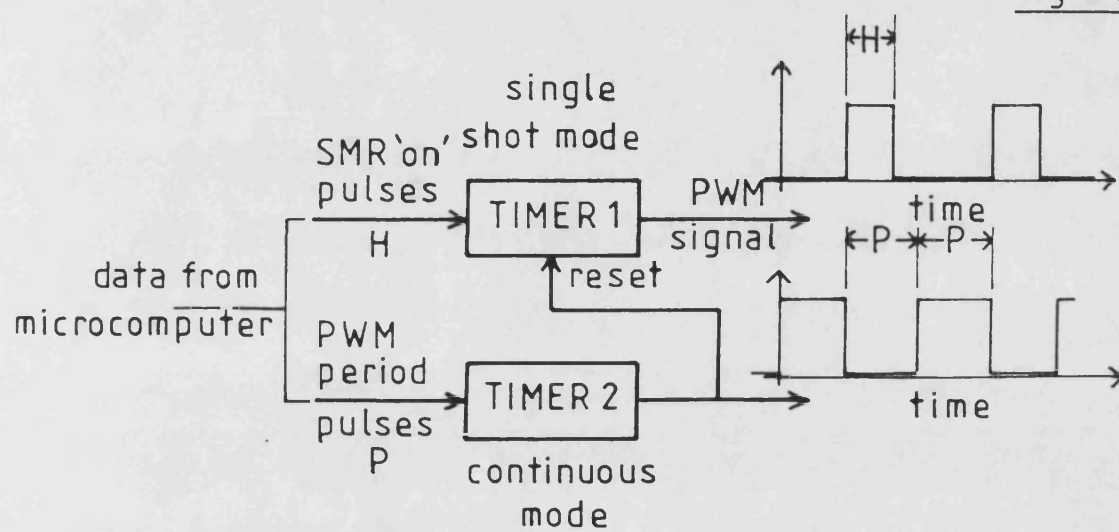 H
single
shot mode
SMR 'on'
pulses
H
TIMER 1
PWM
signal
time
reset
P P
data from
microcomputer
PWM
period
pulses
P
TIMER 2
time
continuous
mode